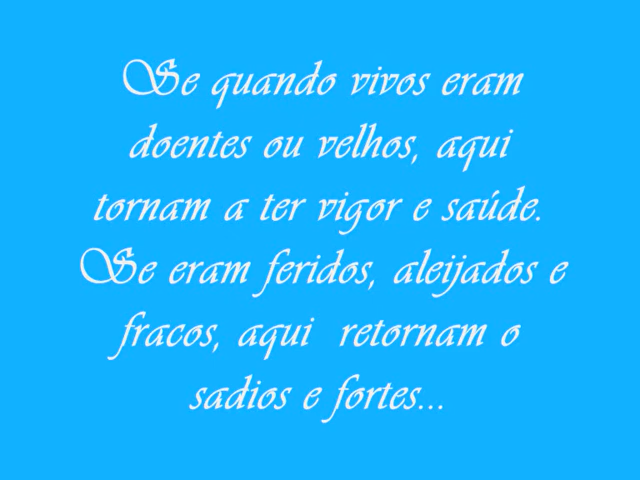 Se quando vivos eram
doentes ou velhos, aqui
tornam a ter vigor e saúde.
Se eram feridos, aleijados e
fracos, aqui retornam o
sadios e fortes...